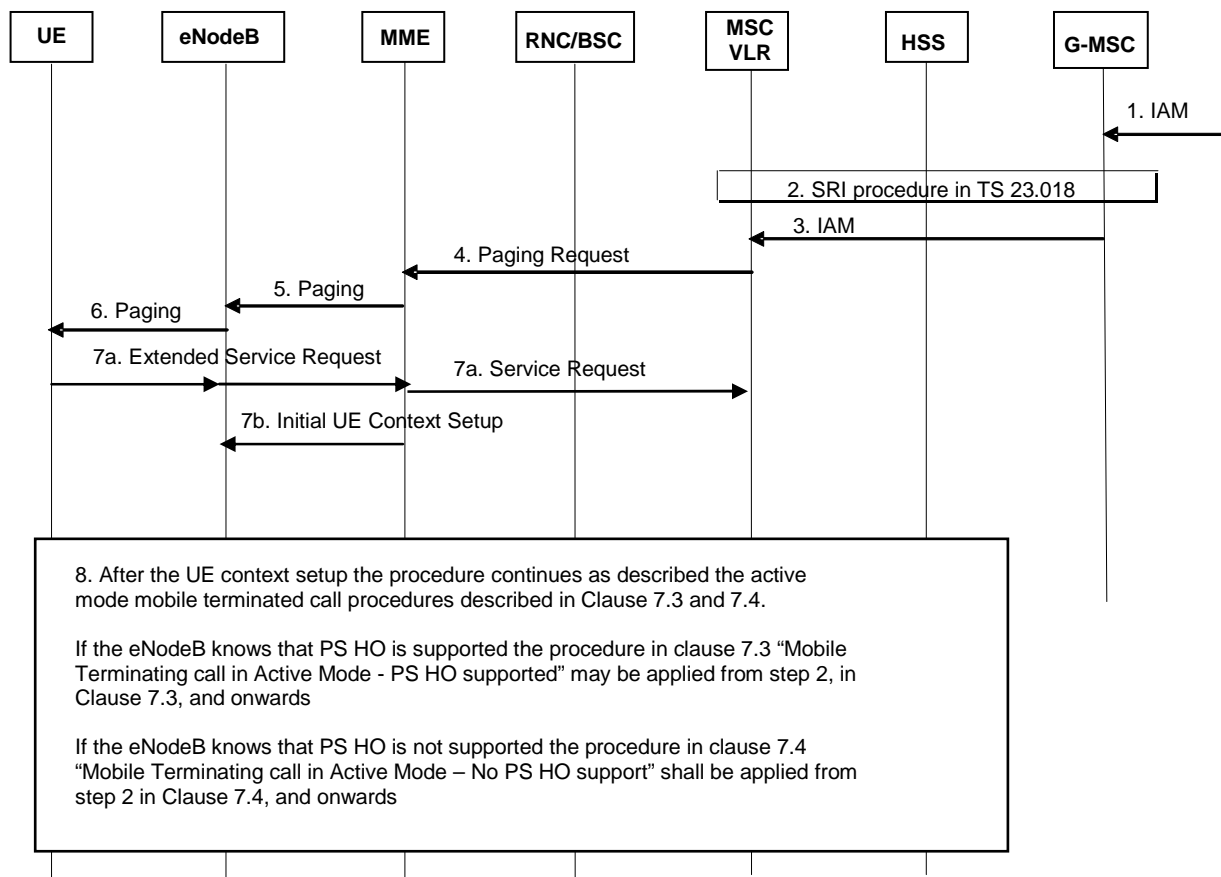 UE
eNodeB
MME
RNC/BSC
MSC
VLR
HSS
G-MSC
1. IAM
2. SRI procedure in TS 23.018
3. IAM
4. Paging Request
5. Paging
6. Paging
7a. Extended Service Request
7a. Service Request
7b. Initial UE Context Setup
8. After the UE context setup the procedure continues as described the active
mode mobile terminated call procedures described in Clause 7.3 and 7.4.
If the eNodeB knows that PS HO is supported the procedure in clause 7.3 “Mobile
Terminating call in Active Mode - PS HO supported” may be applied from step 2, in
Clause 7.3, and onwards
If the eNodeB knows that PS HO is not supported the procedure in clause 7.4
“Mobile Terminating call in Active Mode – No PS HO support” shall be applied from
step 2 in Clause 7.4, and onwards